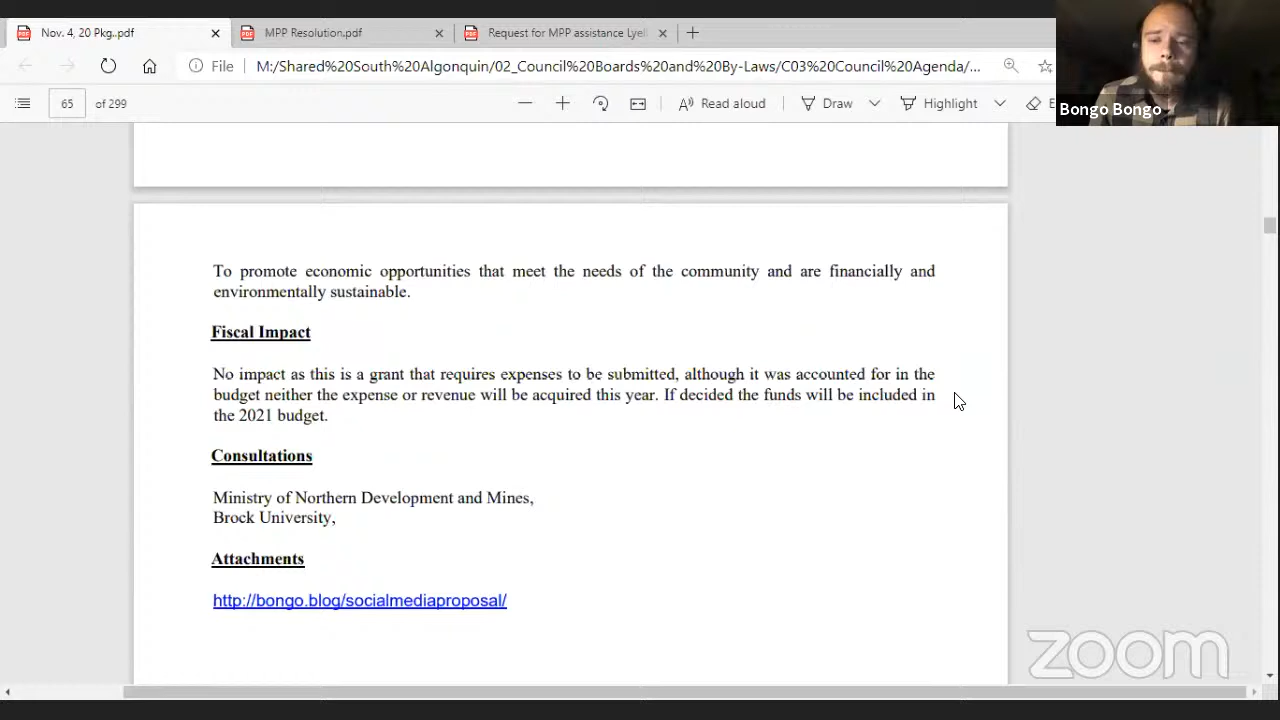 Nov. 4, 20 Pkg..pdf
MPP Resolution.pdf
Request for MPP assistance Lyell
File
M:/Shared%20South%20Algonquin/02_Council%20Boards%20and%20By-Laws/C03%20Council%20Agenda/...
65 of 299
Read aloud
Draw
Highlight
Bongo Bongo
To promote economic opportunities that meet the needs of the community and are financially and
environmentally sustainable.
Fiscal Impact
No impact as this is a grant that requires expenses to be submitted, although it was accounted for in the
budget neither the expense or revenue will be acquired this year. If decided the funds will be included in
the 2021 budget.
Consultations
Ministry of Northern Development and Mines,
Brock University,
Attachments
http://bongo.blog/socialmediaproposal/
zoom